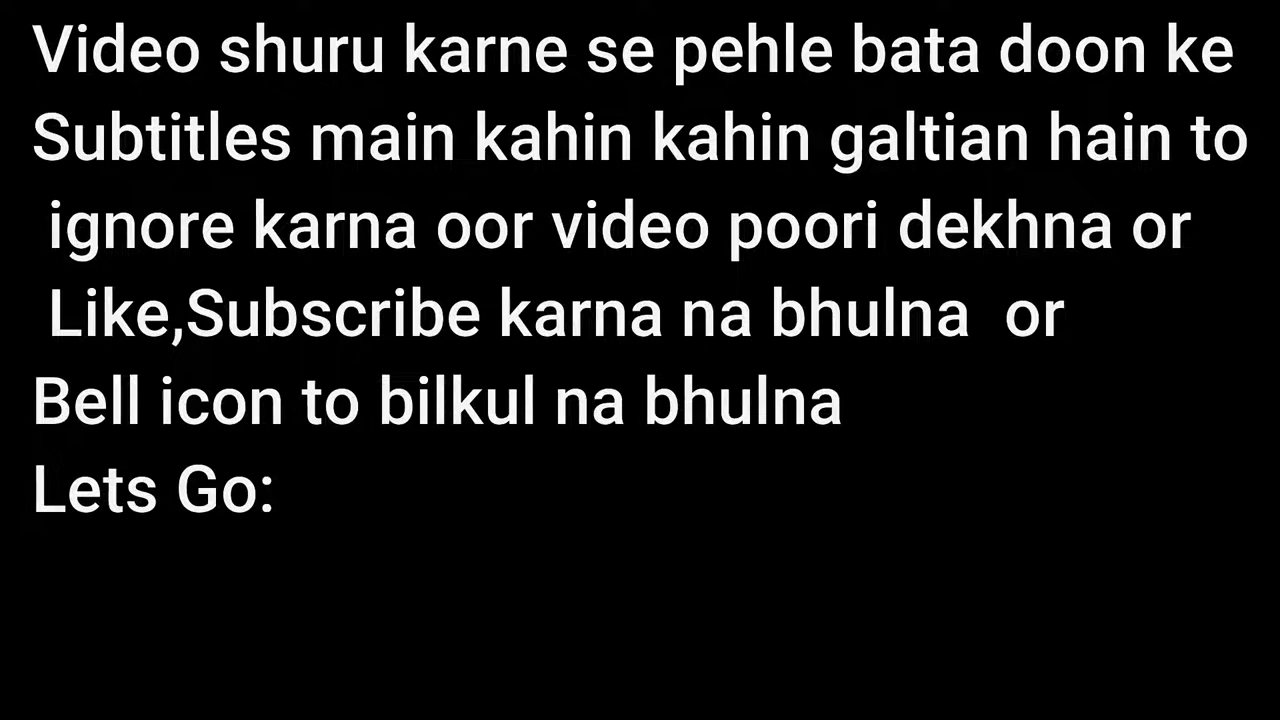 Video shuru karne se pehle bata doon ke
Subtitles main kahin kahin galtian hain to
ignore karna oor video poori dekhna or
Like,Subscribe karna na bhulna  or
Bell icon to bilkul na bhulna
Lets Go: